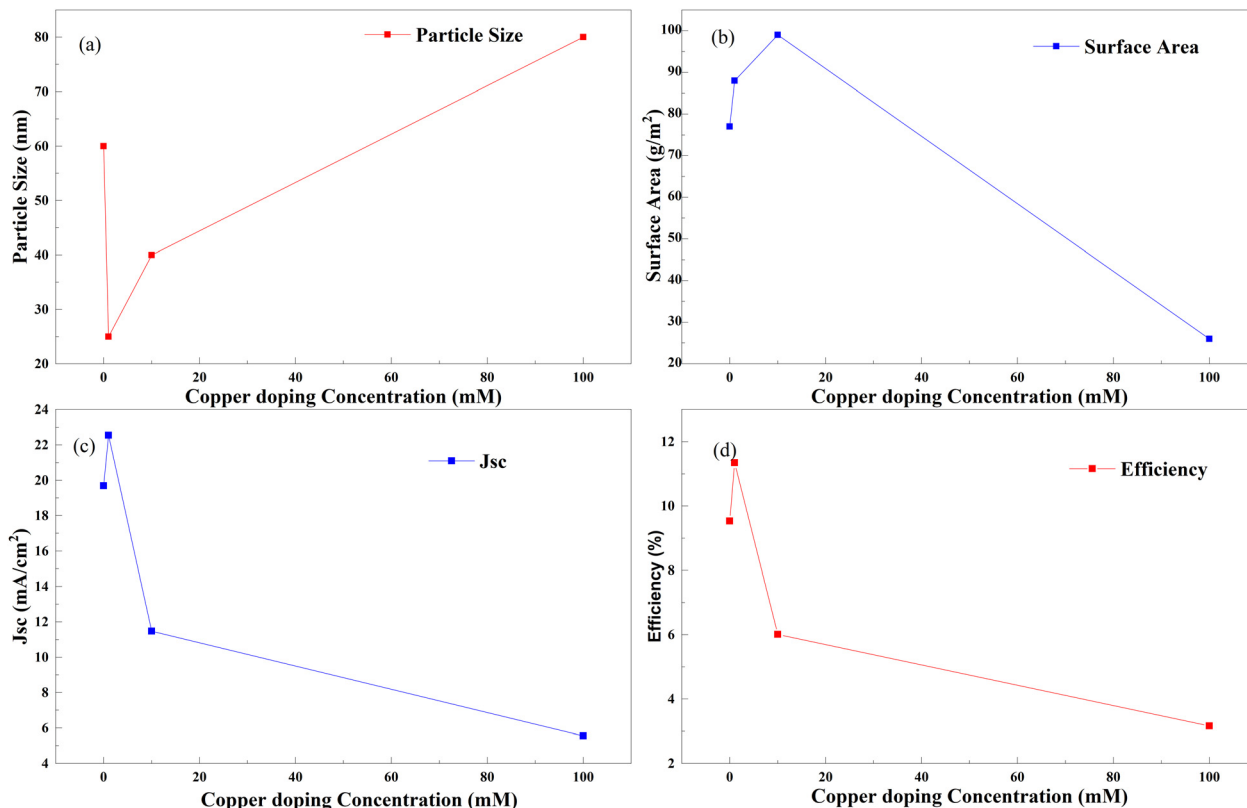 (a)
Particle Size
80
70
60
50
40
30
20
Particle Size (nm)
0 20 40 60 80 100
Copper doping Concentration (mM)
(b)
Surface Area
100
90
80
70
60
50
40
30
20
Surface Area (g/m²)
0 20 40 60 80 100
Copper doping Concentration (mM)
(c)
Jsc
24
22
20
18
16
14
12
10
8
6
4
Jsc (mA/cm²)
0 20 40 60 80 100
Copper doping Concentration (mM)
(d)
Efficiency
12
10
8
6
4
2
Efficiency (%)
0 20 40 60 80 100
Copper doping Concentration (mM)